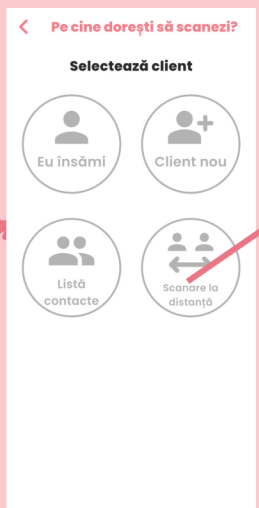 Pe cine dorești să scanezi?
Selectează client
Eu însămi
Client nou
Listă
contacte
Scanare la
distanță